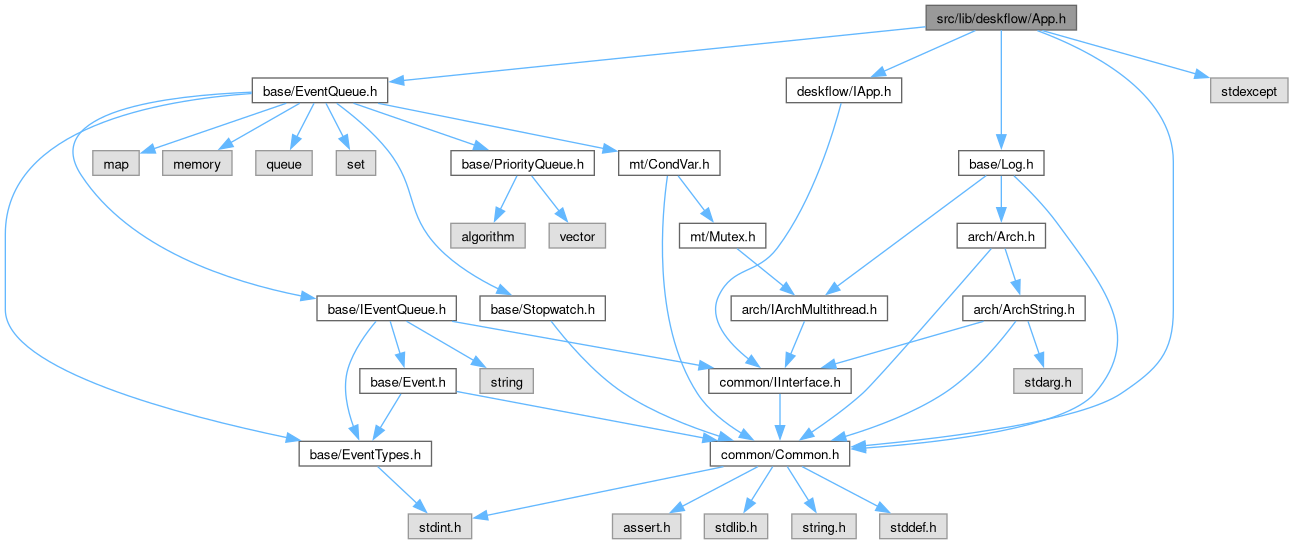 src/lib/deskflow/App.h
base/EventQueue.h
deskflow/IApp.h
stdexcept
map
memory
queue
set
base/PriorityQueue.h
mt/CondVar.h
base/Log.h
algorithm
vector
mt/Mutex.h
arch/Arch.h
base/IEventQueue.h
base/Stopwatch.h
arch/IArchMultithread.h
arch/ArchString.h
base/Event.h
string
common/IInterface.h
stdarg.h
base/EventTypes.h
common/Common.h
stdint.h
assert.h
stdlib.h
string.h
stddef.h